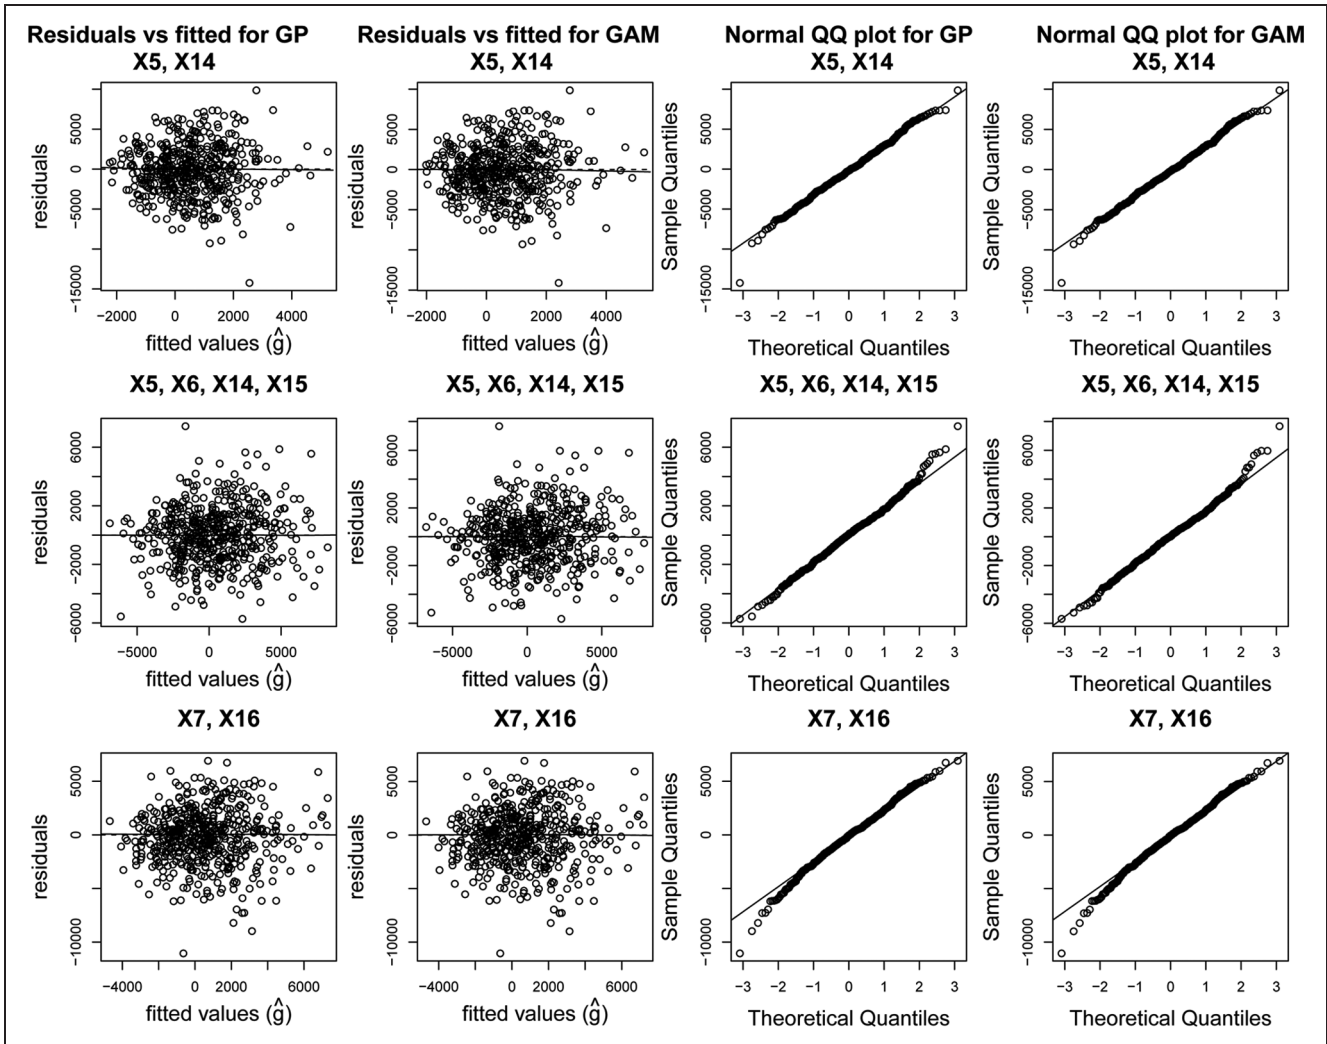 Residuals vs fitted for GP
X5, X14
Residuals vs fitted for GAM
X5, X14
Normal QQ plot for GP
X5, X14
Normal QQ plot for GAM
X5, X14
residuals
5000
0
−5000
−15000
−2000 0 2000 4000
fitted values (ĝ)
residuals
5000
0
−5000
−15000
−2000 0 2000 4000
fitted values (ĝ)
Sample Quantiles
5000
0
−5000
−15000
−3 −2 −1 0 1 2 3
Theoretical Quantiles
Sample Quantiles
5000
0
−5000
−15000
−3 −2 −1 0 1 2 3
Theoretical Quantiles
X5, X6, X14, X15
X5, X6, X14, X15
X5, X6, X14, X15
X5, X6, X14, X15
residuals
6000
2000
−2000
−6000
−5000 0 5000
fitted values (ĝ)
residuals
6000
2000
−2000
−6000
−5000 0 5000
fitted values (ĝ)
Sample Quantiles
6000
2000
−2000
−6000
−3 −2 −1 0 1 2 3
Theoretical Quantiles
Sample Quantiles
6000
2000
−2000
−6000
−3 −2 −1 0 1 2 3
Theoretical Quantiles
X7, X16
X7, X16
X7, X16
X7, X16
residuals
5000
0
−10000
−4000 0 2000 6000
fitted values (ĝ)
residuals
5000
0
−10000
−4000 0 2000 6000
fitted values (ĝ)
Sample Quantiles
5000
0
−10000
−3 −2 −1 0 1 2 3
Theoretical Quantiles
Sample Quantiles
5000
0
−10000
−3 −2 −1 0 1 2 3
Theoretical Quantiles